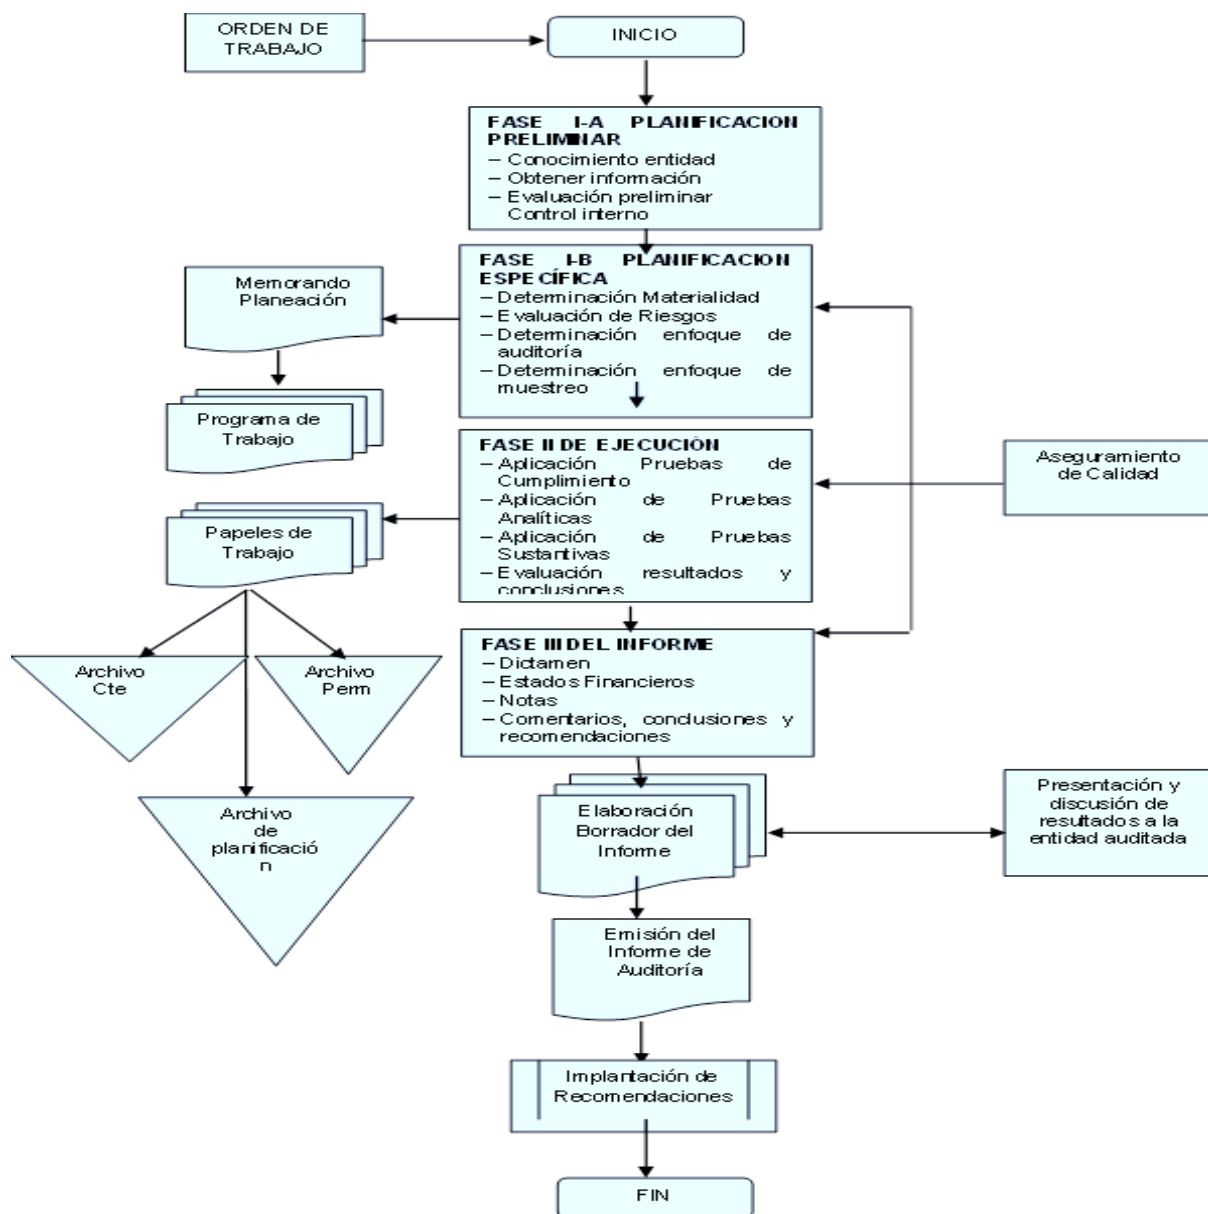 ORDEN DE
TRABAJO
INICIO
FASE I-A PLANIFICACION
PRELIMINAR
– Conocimiento entidad
– Obtener información
– Evaluación preliminar
Control interno
FASE I-B PLANIFICACION
ESPECÍFICA
– Determinación Materialidad
– Evaluación de Riesgos
– Determinación enfoque de
auditoría
– Determinación enfoque de
muestreo
Memorando
Planeación
Programa de
Trabajo
FASE II DE EJECUCIÓN
– Aplicación Pruebas de
Cumplimiento
– Aplicación de Pruebas
Analíticas
– Aplicación de Pruebas
Sustantivas
– Evaluación resultados y
conclusiones
Aseguramiento
de Calidad
Papeles de
Trabajo
Archivo
Cte
Archivo
Perm
Archivo
de
planificació
n
FASE III DEL INFORME
– Dictamen
– Estados Financieros
– Notas
– Comentarios, conclusiones y
recomendaciones
Elaboración
Borrador del
Informe
Presentación y
discusión de
resultados a la
entidad auditada
Emisión del
Informe de
Auditoría
Implantación de
Recomendaciones
FIN